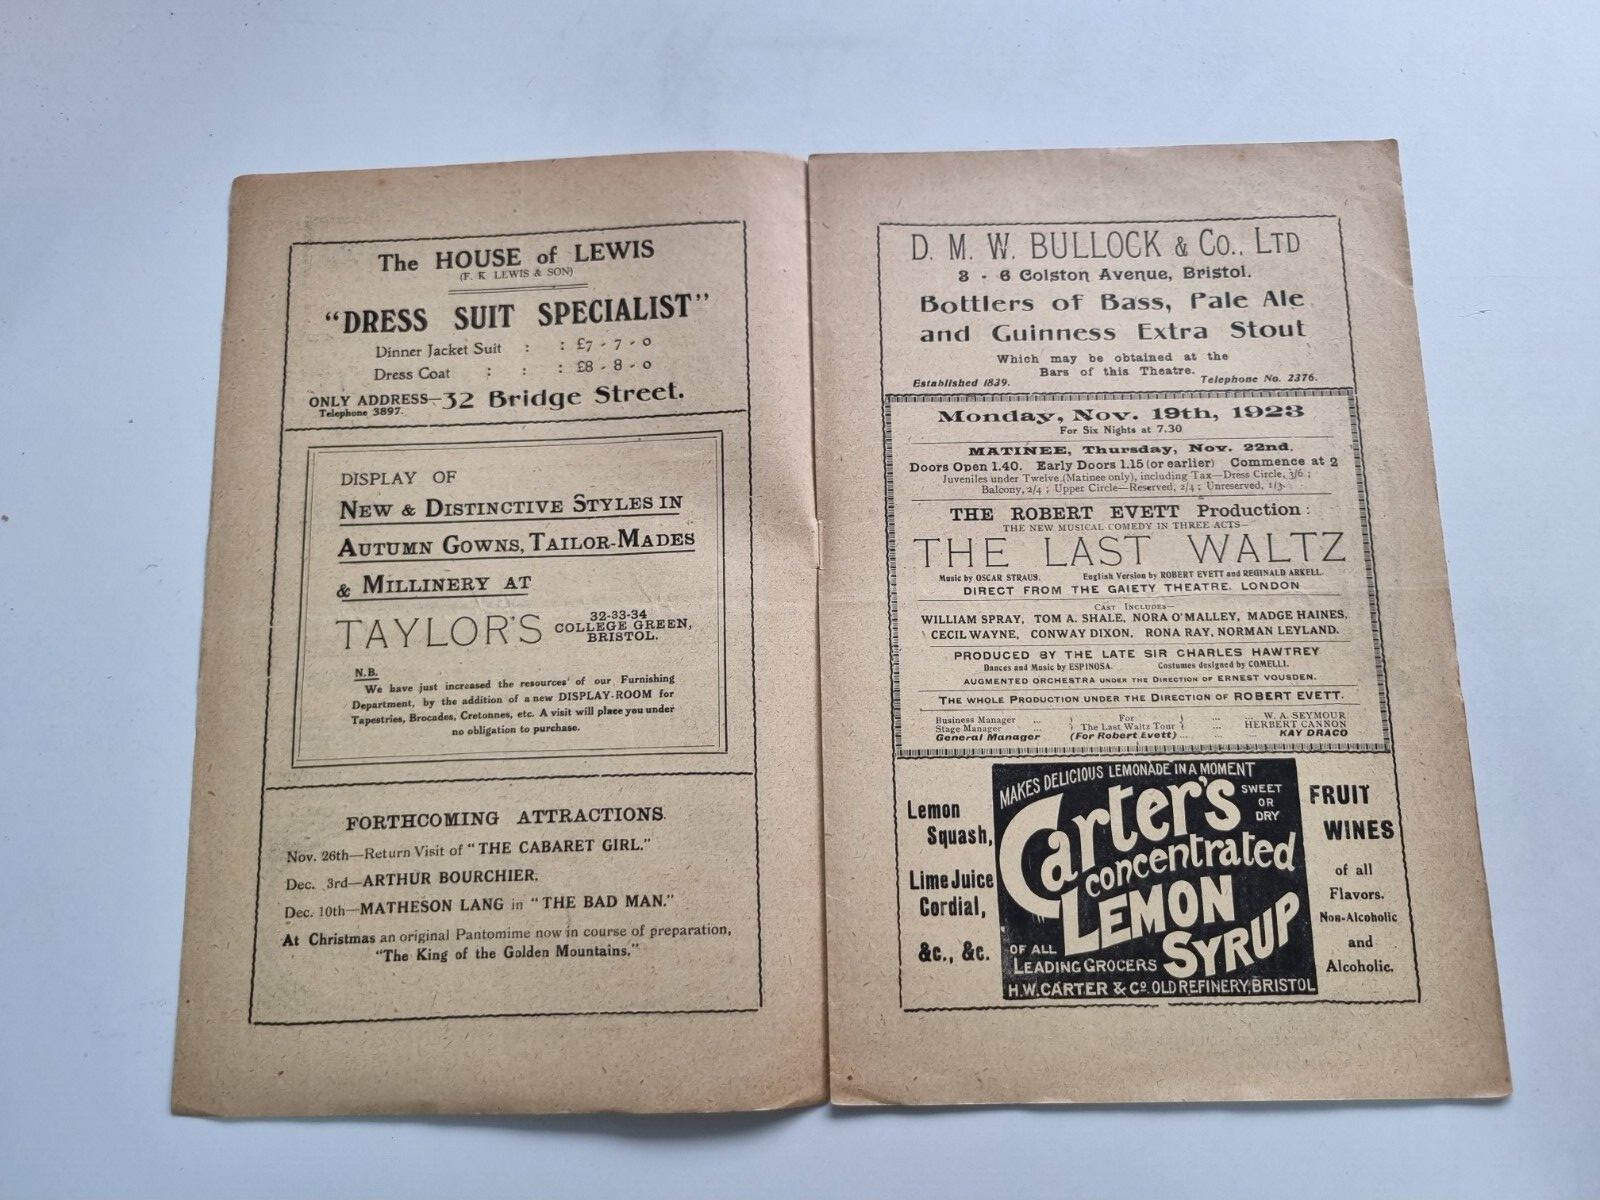 The HOUSE of LEWIS
(F. K LEWIS & SON)
"DRESS SUIT SPECIALIST"
Dinner Jacket Suit : : £7 - 7 - 0
Dress Coat : : : £8 - 8 - 0
ONLY ADDRESS—32 Bridge Street.
Telephone 3897.
DISPLAY OF
NEW & DISTINCTIVE STYLES IN
AUTUMN GOWNS, TAILOR-MADES
& MILLINERY AT
TAYLOR'S
32-33-34
COLLEGE GREEN,
BRISTOL.
N.B.
We have just increased the resources of our Furnishing
Department, by the addition of a new DISPLAY-ROOM for
Tapestries, Brocades, Cretonnes, etc. A visit will place you under
no obligation to purchase.
FORTHCOMING ATTRACTIONS.
Nov. 26th—Return Visit of "THE CABARET GIRL."
Dec. 3rd—ARTHUR BOURCHIER.
Dec. 10th—MATHESON LANG in "THE BAD MAN."
At Christmas an original Pantomime now in course of preparation,
"The King of the Golden Mountains."
D. M. W. BULLOCK & Co., LTD
3 - 6 Colston Avenue, Bristol.
Bottlers of Bass, Pale Ale
and Guinness Extra Stout
Which may be obtained at the
Bars of this Theatre.
Established 1839. Telephone No. 2376.
Monday, Nov. 19th, 1923
For Six Nights at 7.30
MATINEE, Thursday, Nov. 22nd.
Doors Open 1.40. Early Doors 1.15 (or earlier) Commence at 2
Juveniles under Twelve (Matinee only), including Tax—Dress Circle, 3/6 ;
Balcony, 2/4 ; Upper Circle—Reserved, 2/4 ; Unreserved, 1/3.
THE ROBERT EVETT Production :
THE NEW MUSICAL COMEDY IN THREE ACTS—
THE LAST WALTZ
Music by OSCAR STRAUS. English Version by ROBERT EVETT and REGINALD ARKELL.
DIRECT FROM THE GAIETY THEATRE, LONDON
CAST INCLUDES—
WILLIAM SPRAY, TOM A. SHALE, NORA O'MALLEY, MADGE HAINES,
CECIL WAYNE, CONWAY DIXON, RONA RAY, NORMAN LEYLAND.
PRODUCED BY THE LATE SIR CHARLES HAWTREY
Dances and Music by ESPINOSA. Costumes designed by COMELLI.
AUGMENTED ORCHESTRA UNDER THE DIRECTION OF ERNEST VOUSDEN.
THE WHOLE PRODUCTION UNDER THE DIRECTION OF ROBERT EVETT.
Business Manager ... } For { ... W. A. SEYMOUR
Stage Manager ... } The Last Waltz Tour { ... HERBERT CANNON
General Manager (For Robert Evett) ... ... KAY DRACO
Lemon
Squash,
Lime Juice
Cordial,
&c., &c.
MAKES DELICIOUS LEMONADE IN A MOMENT
Carter's
SWEET
OR
DRY
concentrated
LEMON
SYRUP
OF ALL
LEADING GROCERS
H.W. CARTER & Co. OLD REFINERY, BRISTOL
FRUIT
WINES
of all
Flavors.
Non-Alcoholic
and
Alcoholic.